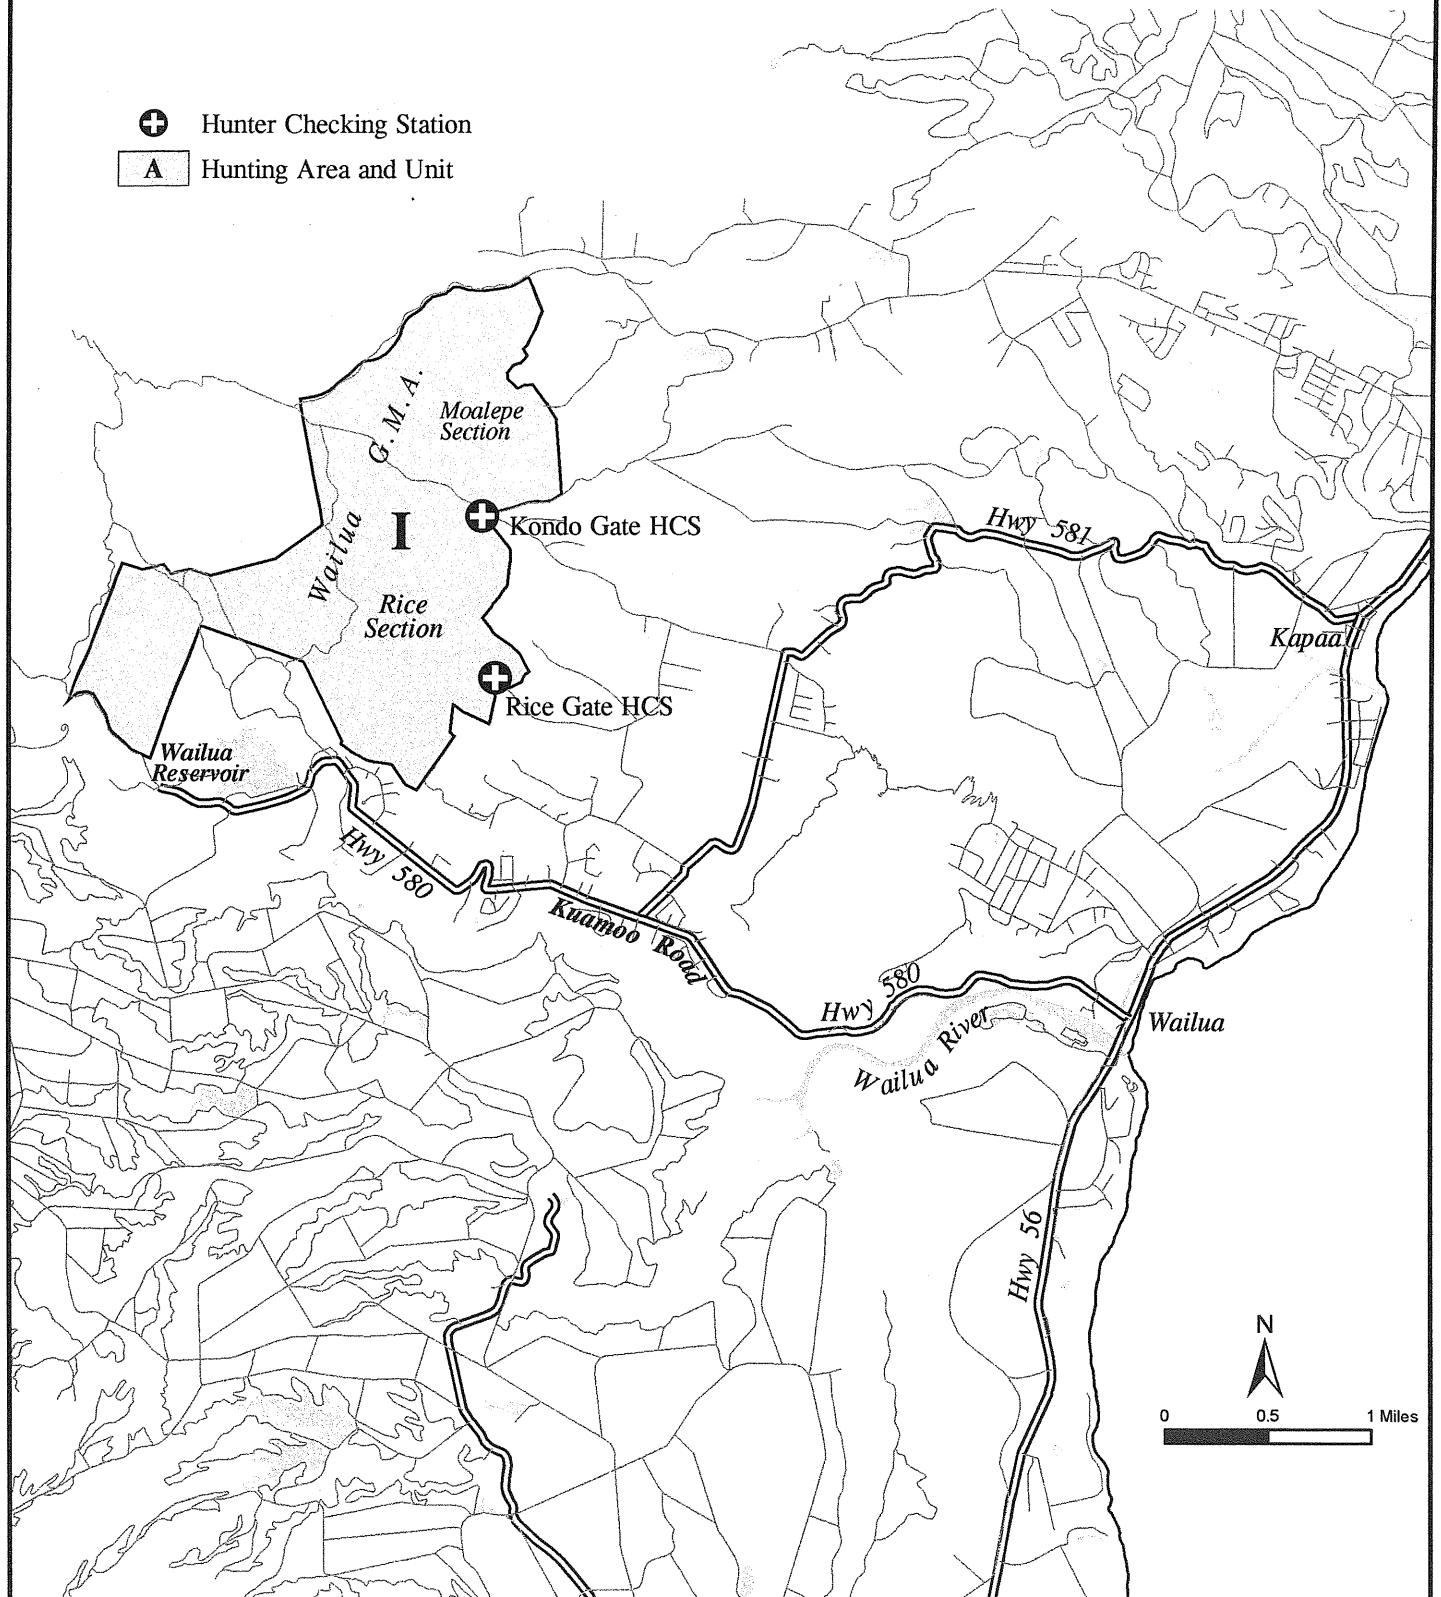 Hunter Checking Station
A Hunting Area and Unit
G. M. A.
Moalepe
Section
Kondo Gate HCS
Hwy 581
I
Wailua
Rice
Section
Kapaa
Rice Gate HCS
Wailua
Reservoir
Hwy 580
Kuamoo Road
Hwy 580
Wailua River
Wailua
Hwy 56
N
0 0.5 1 Miles